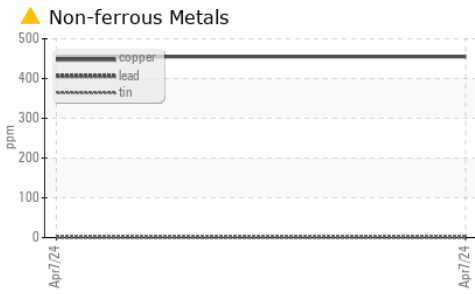 Non-ferrous Metals
500
400
300
200
100
0
ppm
copper
lead
tin
Apr7/24
Apr7/24